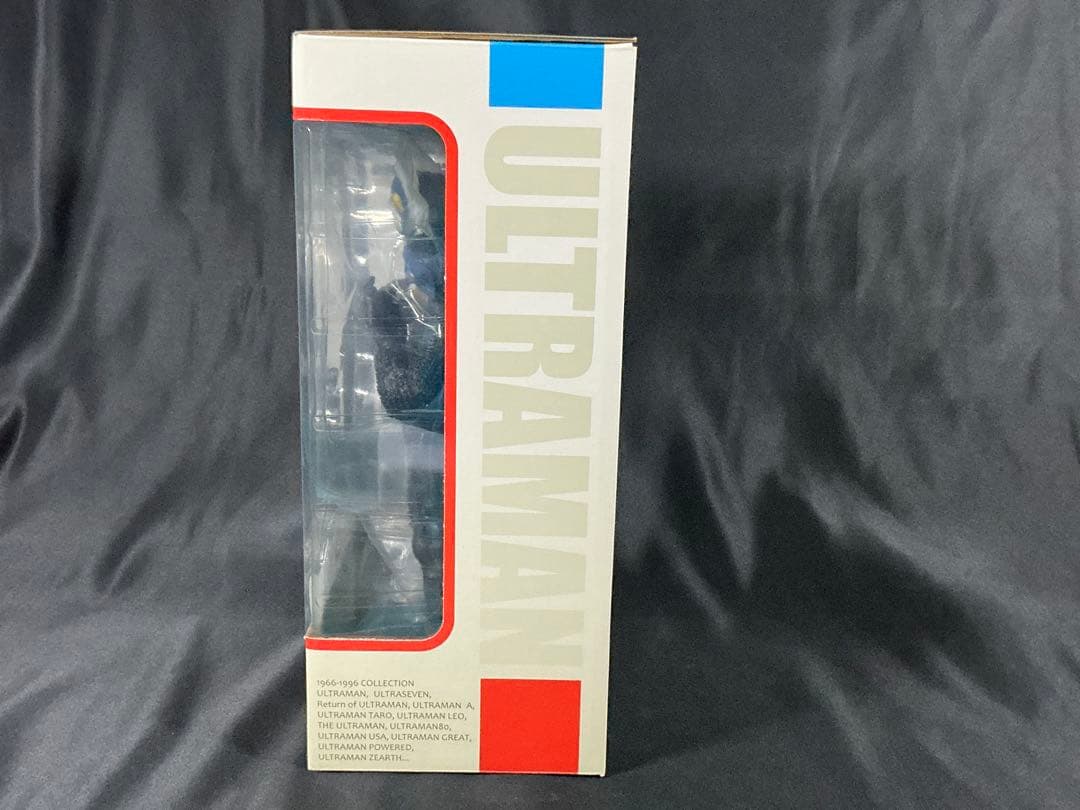 ULTRAMAN
1966-1996 COLLECTION
ULTRAMAN, ULTRASEVEN,
Return of ULTRAMAN, ULTRAMAN A,
ULTRAMAN TARO, ULTRAMAN LEO,
THE ULTRAMAN, ULTRAMAN80,
ULTRAMAN USA, ULTRAMAN GREAT,
ULTRAMAN POWERED,
ULTRAMAN ZEARTH...